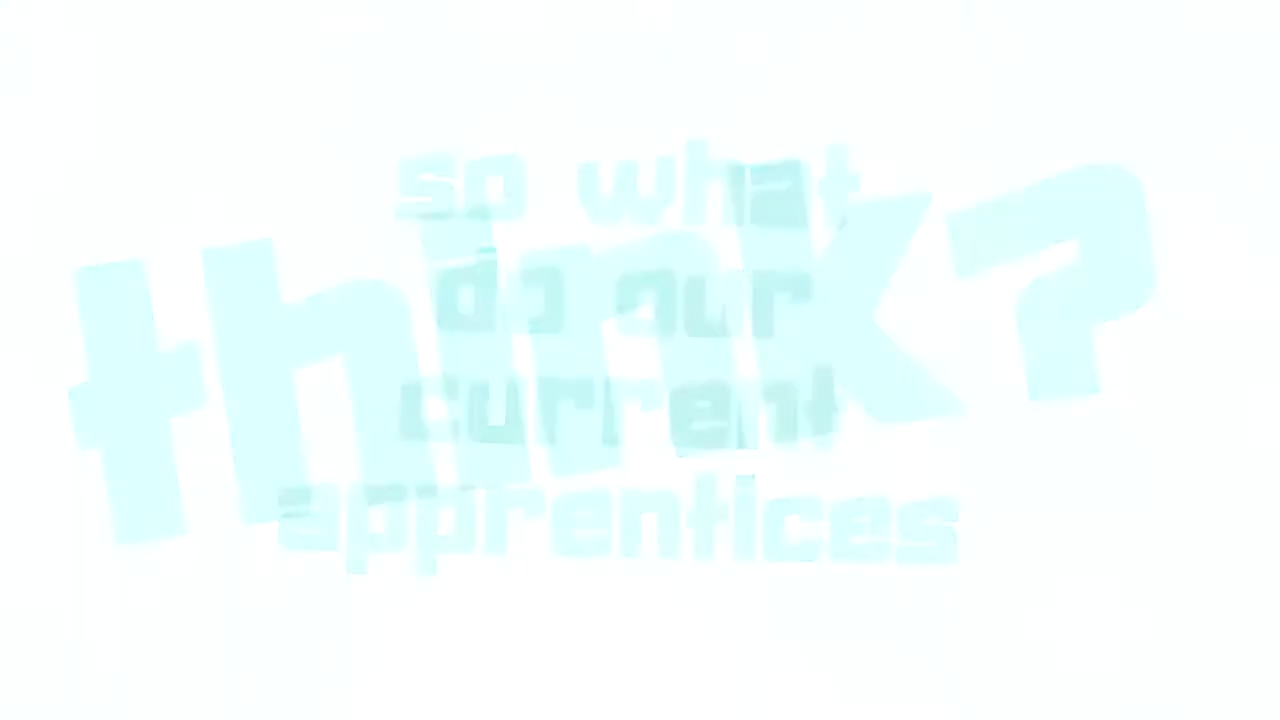 so what
do our
current
apprentices
think?